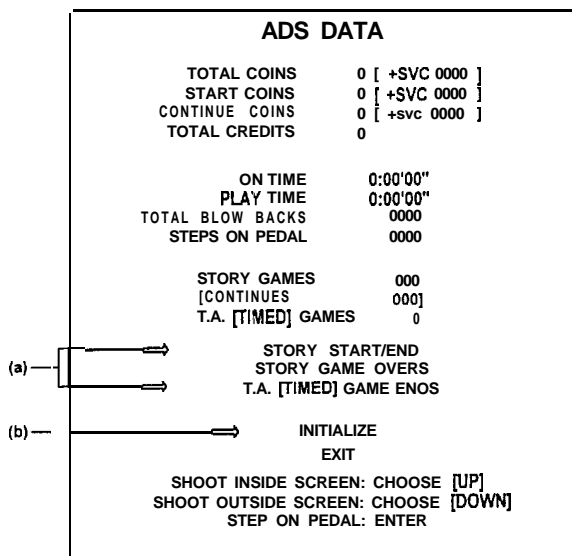 ADS DATA
TOTAL COINS 0 [ +SVC 0000 ]
START COINS 0 [ +SVC 0000 ]
CONTINUE COINS 0 [ +svc 0000 ]
TOTAL CREDITS 0
ON TIME 0:00'00"
PLAY TIME 0:00'00"
TOTAL BLOW BACKS 0000
STEPS ON PEDAL 0000
STORY GAMES 000
[CONTINUES 000]
T.A. [TIMED] GAMES 0
(a) STORY START/END
STORY GAME OVERS
T.A. [TIMED] GAME ENOS
(b) INITIALIZE
EXIT
SHOOT INSIDE SCREEN: CHOOSE [UP]
SHOOT OUTSIDE SCREEN: CHOOSE [DOWN]
STEP ON PEDAL: ENTER